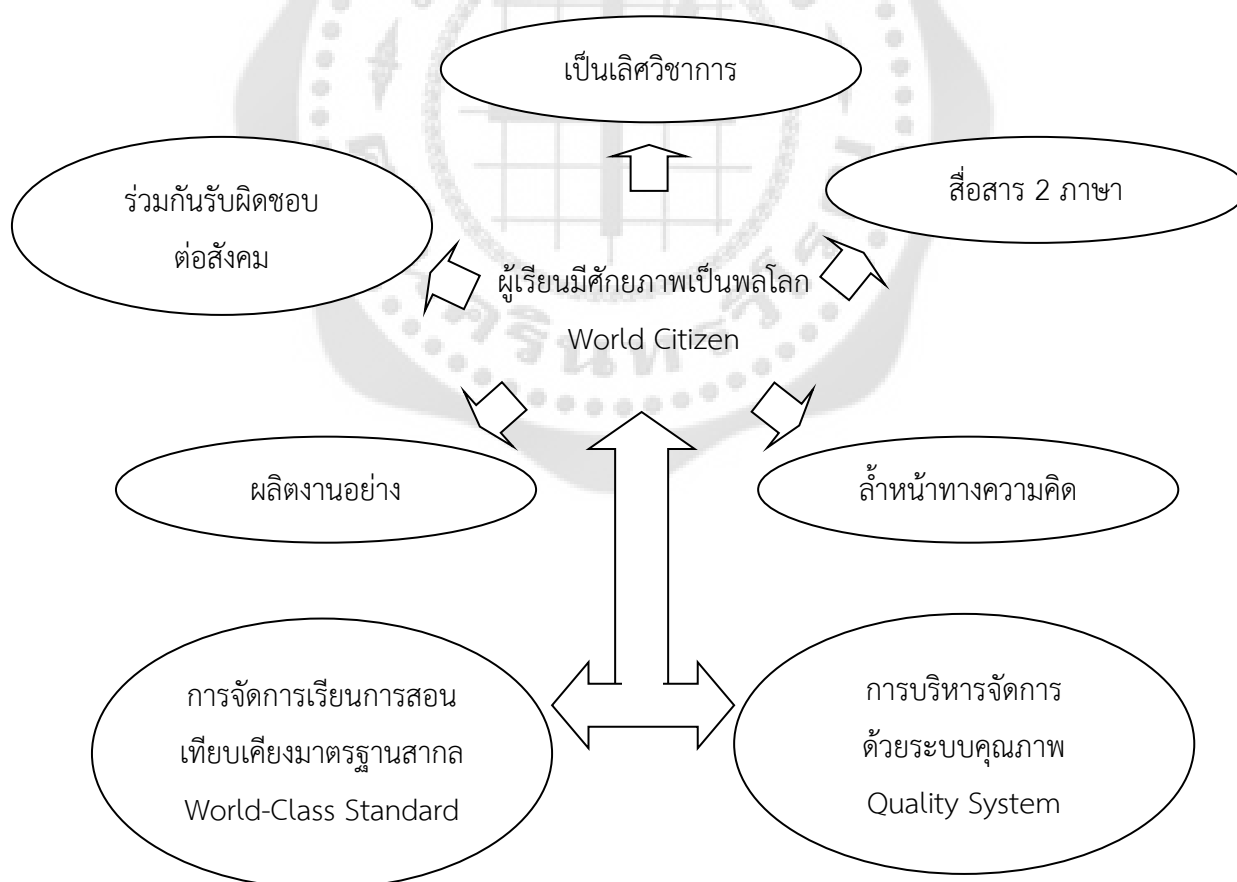 เป็นเลิศวิชาการ
ร่วมกันรับผิดชอบ
ต่อสังคม
สื่อสาร 2 ภาษา
ผู้เรียนมีศักยภาพเป็นพลโลก
World Citizen
ผลิตงานอย่าง
ล้ำหน้าทางความคิด
การจัดการเรียนการสอน
เทียบเคียงมาตรฐานสากล
World-Class Standard
การบริหารจัดการ
ด้วยระบบคุณภาพ
Quality System